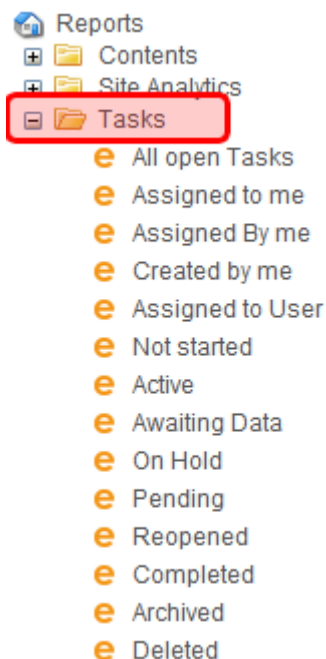 Reports
Contents
Site Analytics
Tasks
All open Tasks
Assigned to me
Assigned By me
Created by me
Assigned to User
Not started
Active
Awaiting Data
On Hold
Pending
Reopened
Completed
Archived
Deleted